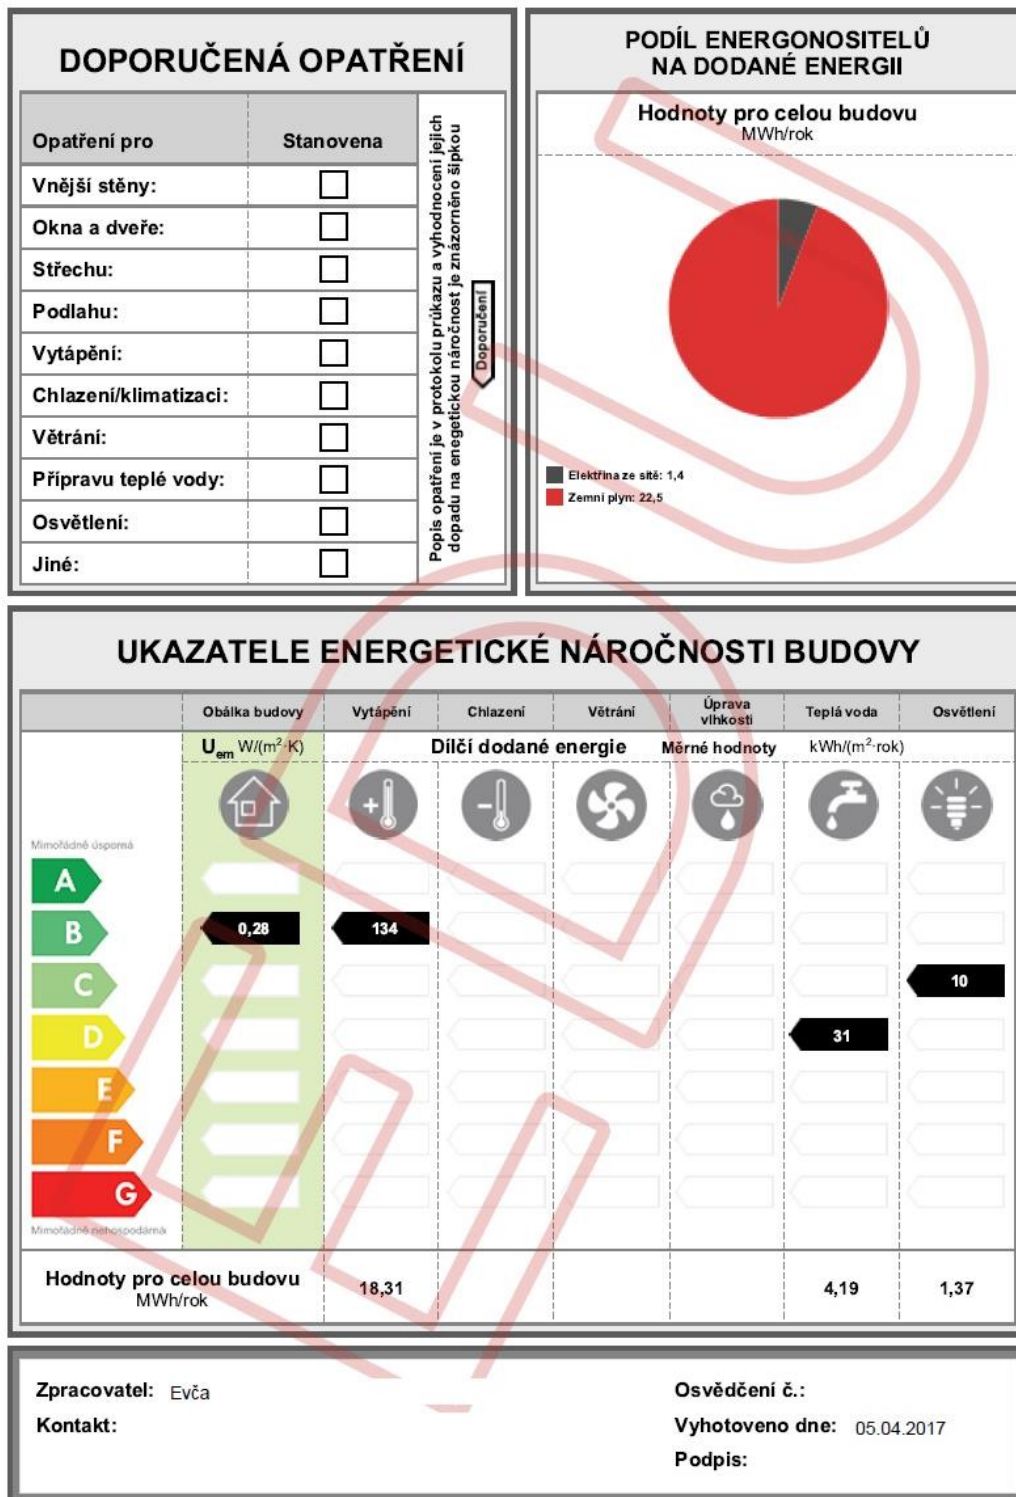 DOPORUČENÁ OPATŘENÍ
Opatření pro Stanovena
Vnější stěny:
Okna a dveře:
Střechu:
Podlahu:
Vytápění:
Chlazení/klimatizaci:
Větrání:
Přípravu teplé vody:
Osvětlení:
Jiné:
Popis opatření je v protokolu průkazu a vyhodnocení jejich
dopadu na enegetickou náročnost je znázorněno šipkou
Doporučení
PODÍL ENERGONOSITELŮ
NA DODANÉ ENERGII
Hodnoty pro celou budovu
MWh/rok
Elektřina ze sítě: 1,4
Zemní plyn: 22,5
UKAZATELE ENERGETICKÉ NÁROČNOSTI BUDOVY
Obálka budovy Vytápění Chlazení Větrání Úprava vlhkosti Teplá voda Osvětlení
Uem W/(m²·K) Dílčí dodané energie Měrné hodnoty kWh/(m²·rok)
Mimořádně úsporná
A
B 0,28 134
C 10
D 31
E
F
G
Mimořádně nehospodárná
Hodnoty pro celou budovu
MWh/rok
18,31 4,19 1,37
Zpracovatel: Evča
Kontakt:
Osvědčení č.:
Vyhotoveno dne: 05.04.2017
Podpis: